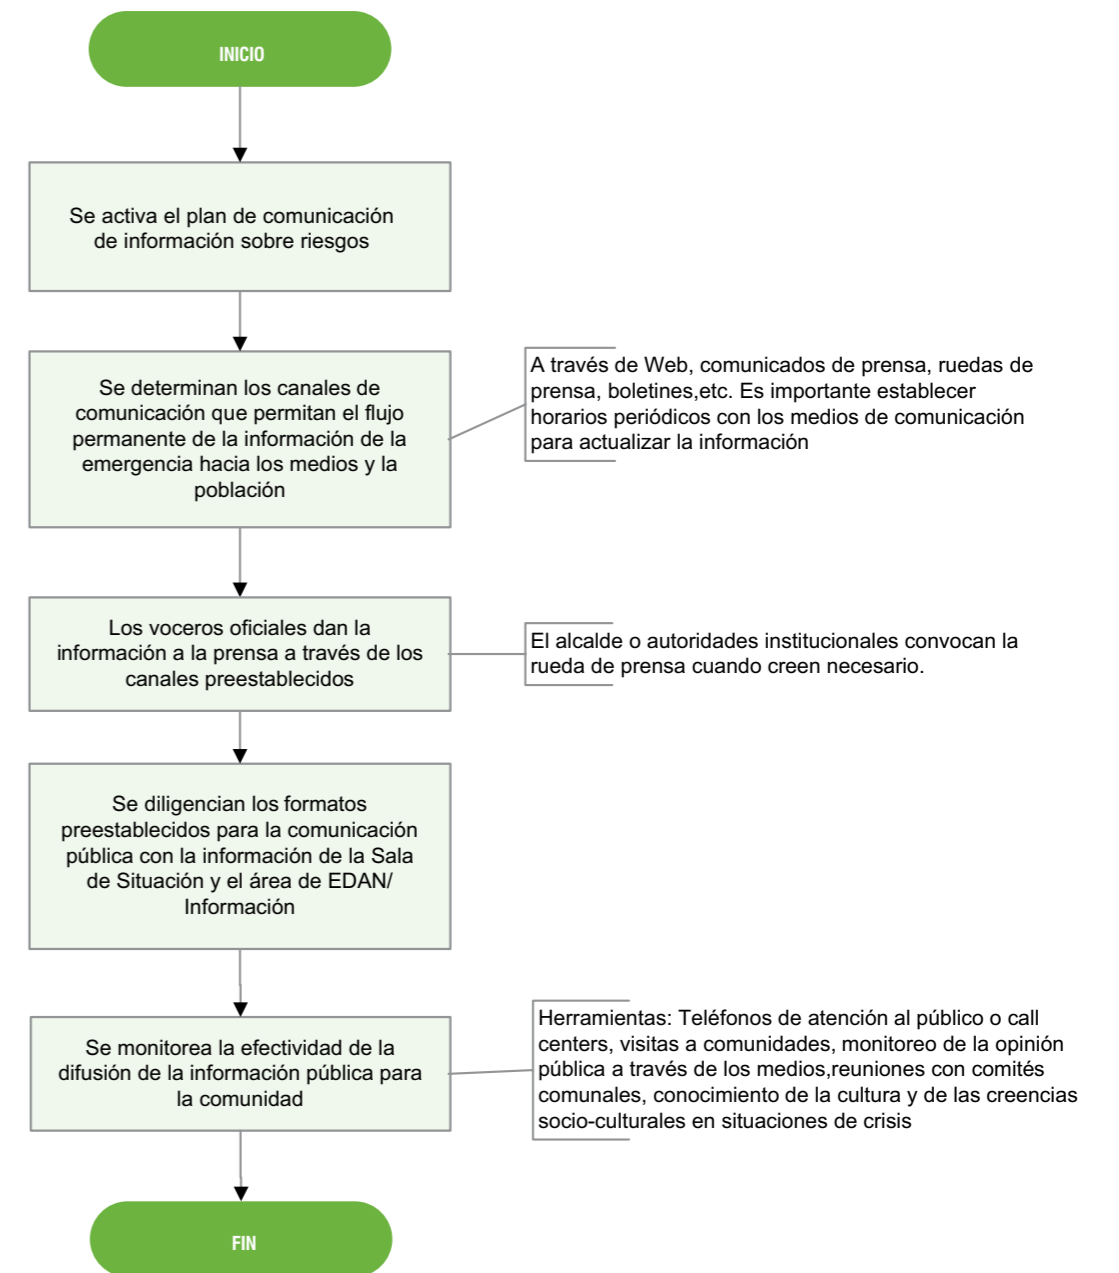 INICIO
Se activa el plan de comunicación
de información sobre riesgos
Se determinan los canales de
comunicación que permitan el flujo
permanente de la información de la
emergencia hacia los medios y la
población
A través de Web, comunicados de prensa, ruedas de
prensa, boletines,etc. Es importante establecer
horarios periódicos con los medios de comunicación
para actualizar la información
Los voceros oficiales dan la
información a la prensa a través de los
canales preestablecidos
El alcalde o autoridades institucionales convocan la
rueda de prensa cuando creen necesario.
Se diligencian los formatos
preestablecidos para la comunicación
pública con la información de la Sala
de Situación y el área de EDAN/
Información
Se monitorea la efectividad de la
difusión de la información pública para
la comunidad
Herramientas: Teléfonos de atención al público o call
centers, visitas a comunidades, monitoreo de la opinión
pública a través de los medios,reuniones con comités
comunales, conocimiento de la cultura y de las creencias
socio-culturales en situaciones de crisis
FIN